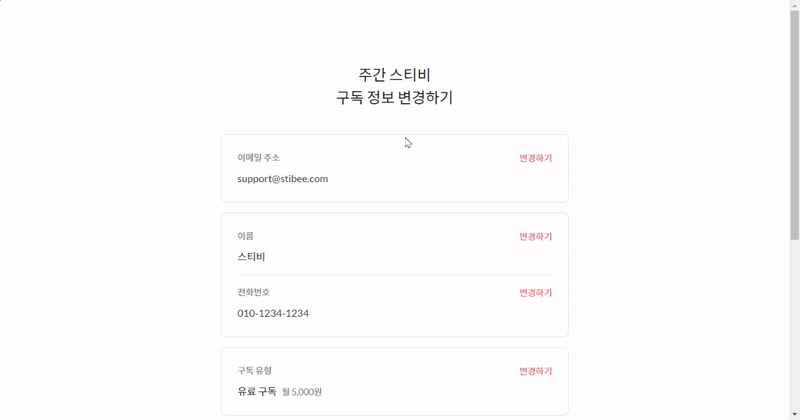 주간 스티비
구독 정보 변경하기
이메일 주소 변경하기
support@stibee.com
이름 변경하기
스티비
전화번호 변경하기
010-1234-1234
구독 유형 변경하기
유료 구독 월 5,000원